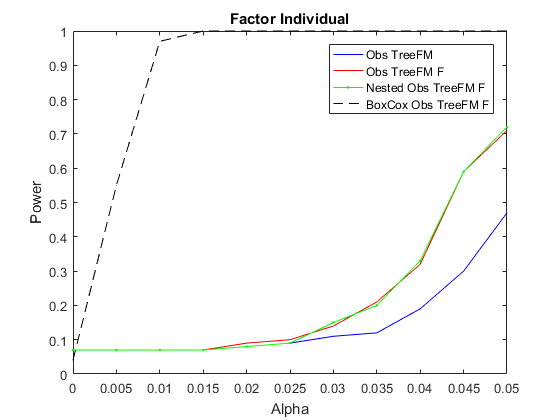 Factor Individual
1
0.9
0.8
0.7
0.6
0.5
0.4
0.3
0.2
0.1
0
Power
Obs TreeFM
Obs TreeFM F
Nested Obs TreeFM F
BoxCox Obs TreeFM F
0 0.005 0.01 0.015 0.02 0.025 0.03 0.035 0.04 0.045 0.05
Alpha